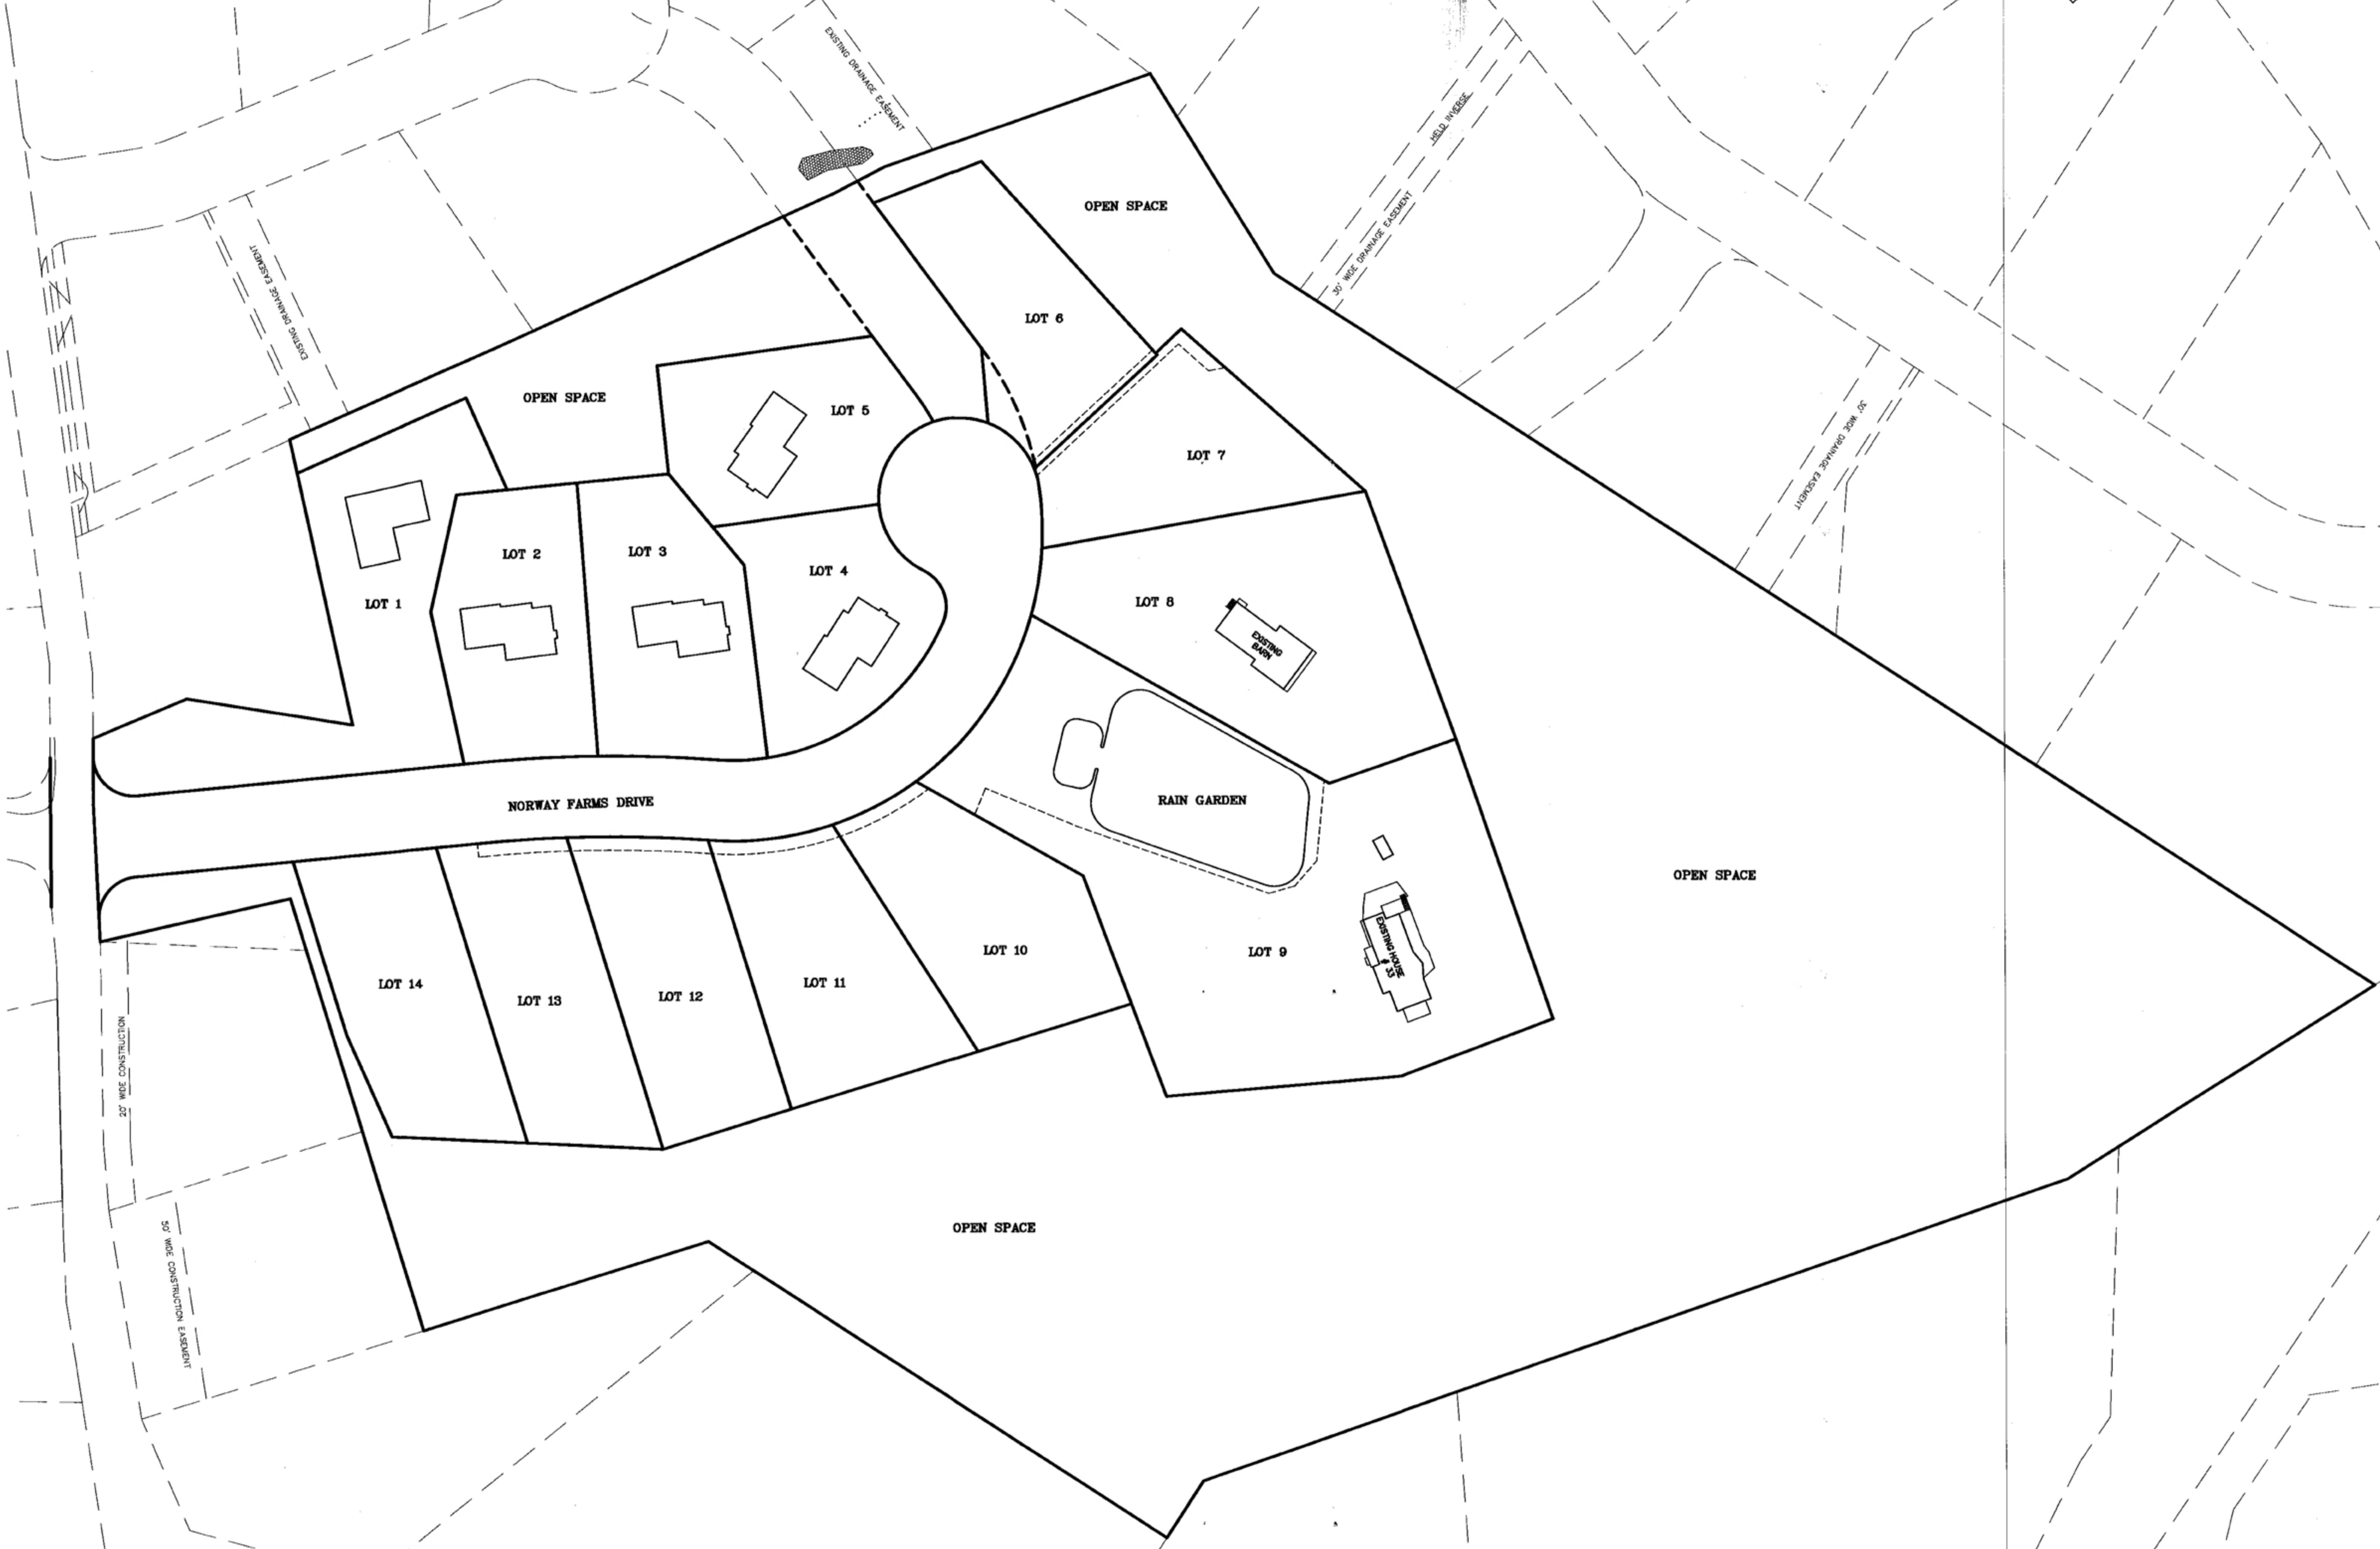 EXISTING DRAINAGE EASEMENT
HELD INVERSE
OPEN SPACE
30' WIDE DRAINAGE EASEMENT
EXISTING DRAINAGE EASEMENT
LOT 6
OPEN SPACE
LOT 5
LOT 7
30' WIDE DRAINAGE EASEMENT
LOT 2
LOT 3
LOT 4
LOT 1
LOT 8
EXISTING
BARN
NORWAY FARMS DRIVE
RAIN GARDEN
OPEN SPACE
LOT 10
LOT 9
EXISTING HOUSE
# 33
LOT 14
LOT 13
LOT 12
LOT 11
20' WIDE CONSTRUCTION
OPEN SPACE
50' WIDE CONSTRUCTION EASEMENT